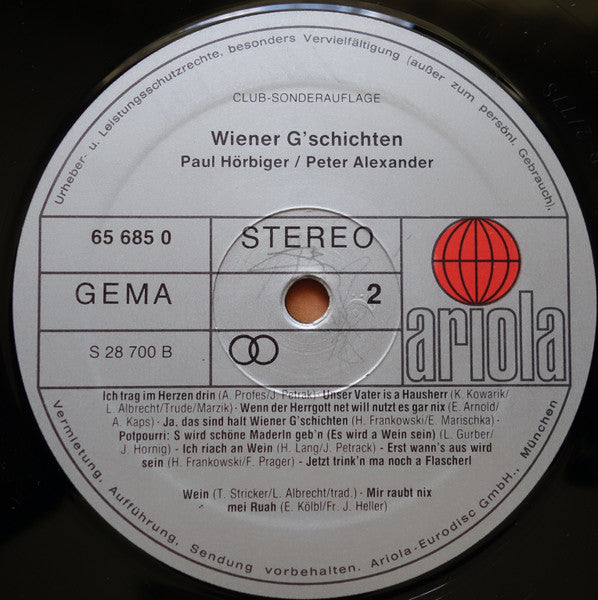 Urheber- u. Leistungsschutzrechte, besonders Vervielfältigung (außer zum persönl. Gebrauch),
CLUB-SONDERAUFLAGE
Wiener G'schichten
Paul Hörbiger / Peter Alexander
65 685 0
STEREO
GEMA
2
S 28 700 B
ariola
Ich trag im Herzen drin (A. Profes/J. Petrak) · Unser Vater is a Hausherr (K. Kowarik/
L. Albrecht/Trude/Marzik) · Wenn der Herrgott net will nutzt es gar nix (E. Arnold/
A. Kaps) · Ja, das sind halt Wiener G'schichten (H. Frankowski/E. Marischka) ·
Potpourri: S wird schöne Maderln geb'n (Es wird a Wein sein) (L. Gurber/
J. Hornig) - Ich riach an Wein (H. Lang/J. Petrack) - Erst wann's aus wird
sein (H. Frankowski/F. Prager) - Jetzt trink'n ma noch a Flascherl
Wein (T. Stricker/L. Albrecht/trad.) · Mir raubt nix
mei Ruah (E. Kölbl/Fr. J. Heller)
Vermietung, Aufführung, Sendung vorbehalten. Ariola-Eurodisc GmbH., München